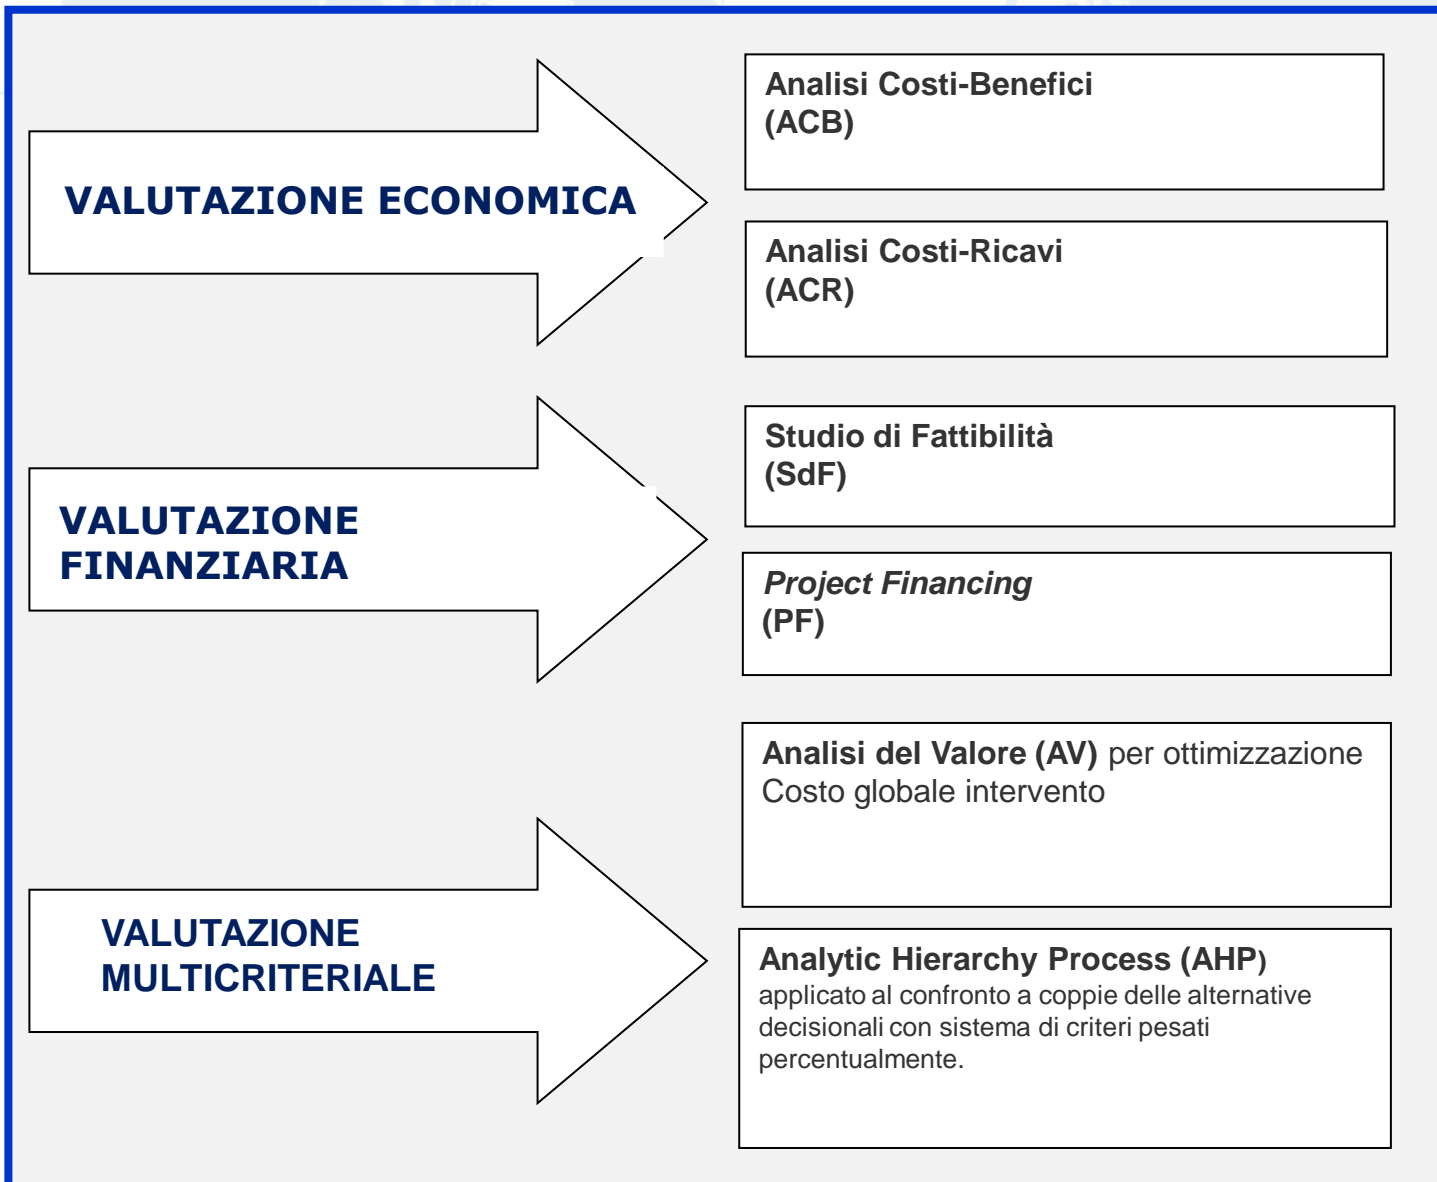 VALUTAZIONE ECONOMICA
Analisi Costi-Benefici
(ACB)
Analisi Costi-Ricavi
(ACR)
VALUTAZIONE
FINANZIARIA
Studio di Fattibilità
(SdF)
Project Financing
(PF)
VALUTAZIONE
MULTICRITERIALE
Analisi del Valore (AV) per ottimizzazione
Costo globale intervento
Analytic Hierarchy Process (AHP)
applicato al confronto a coppie delle alternative
decisionali con sistema di criteri pesati
percentualmente.